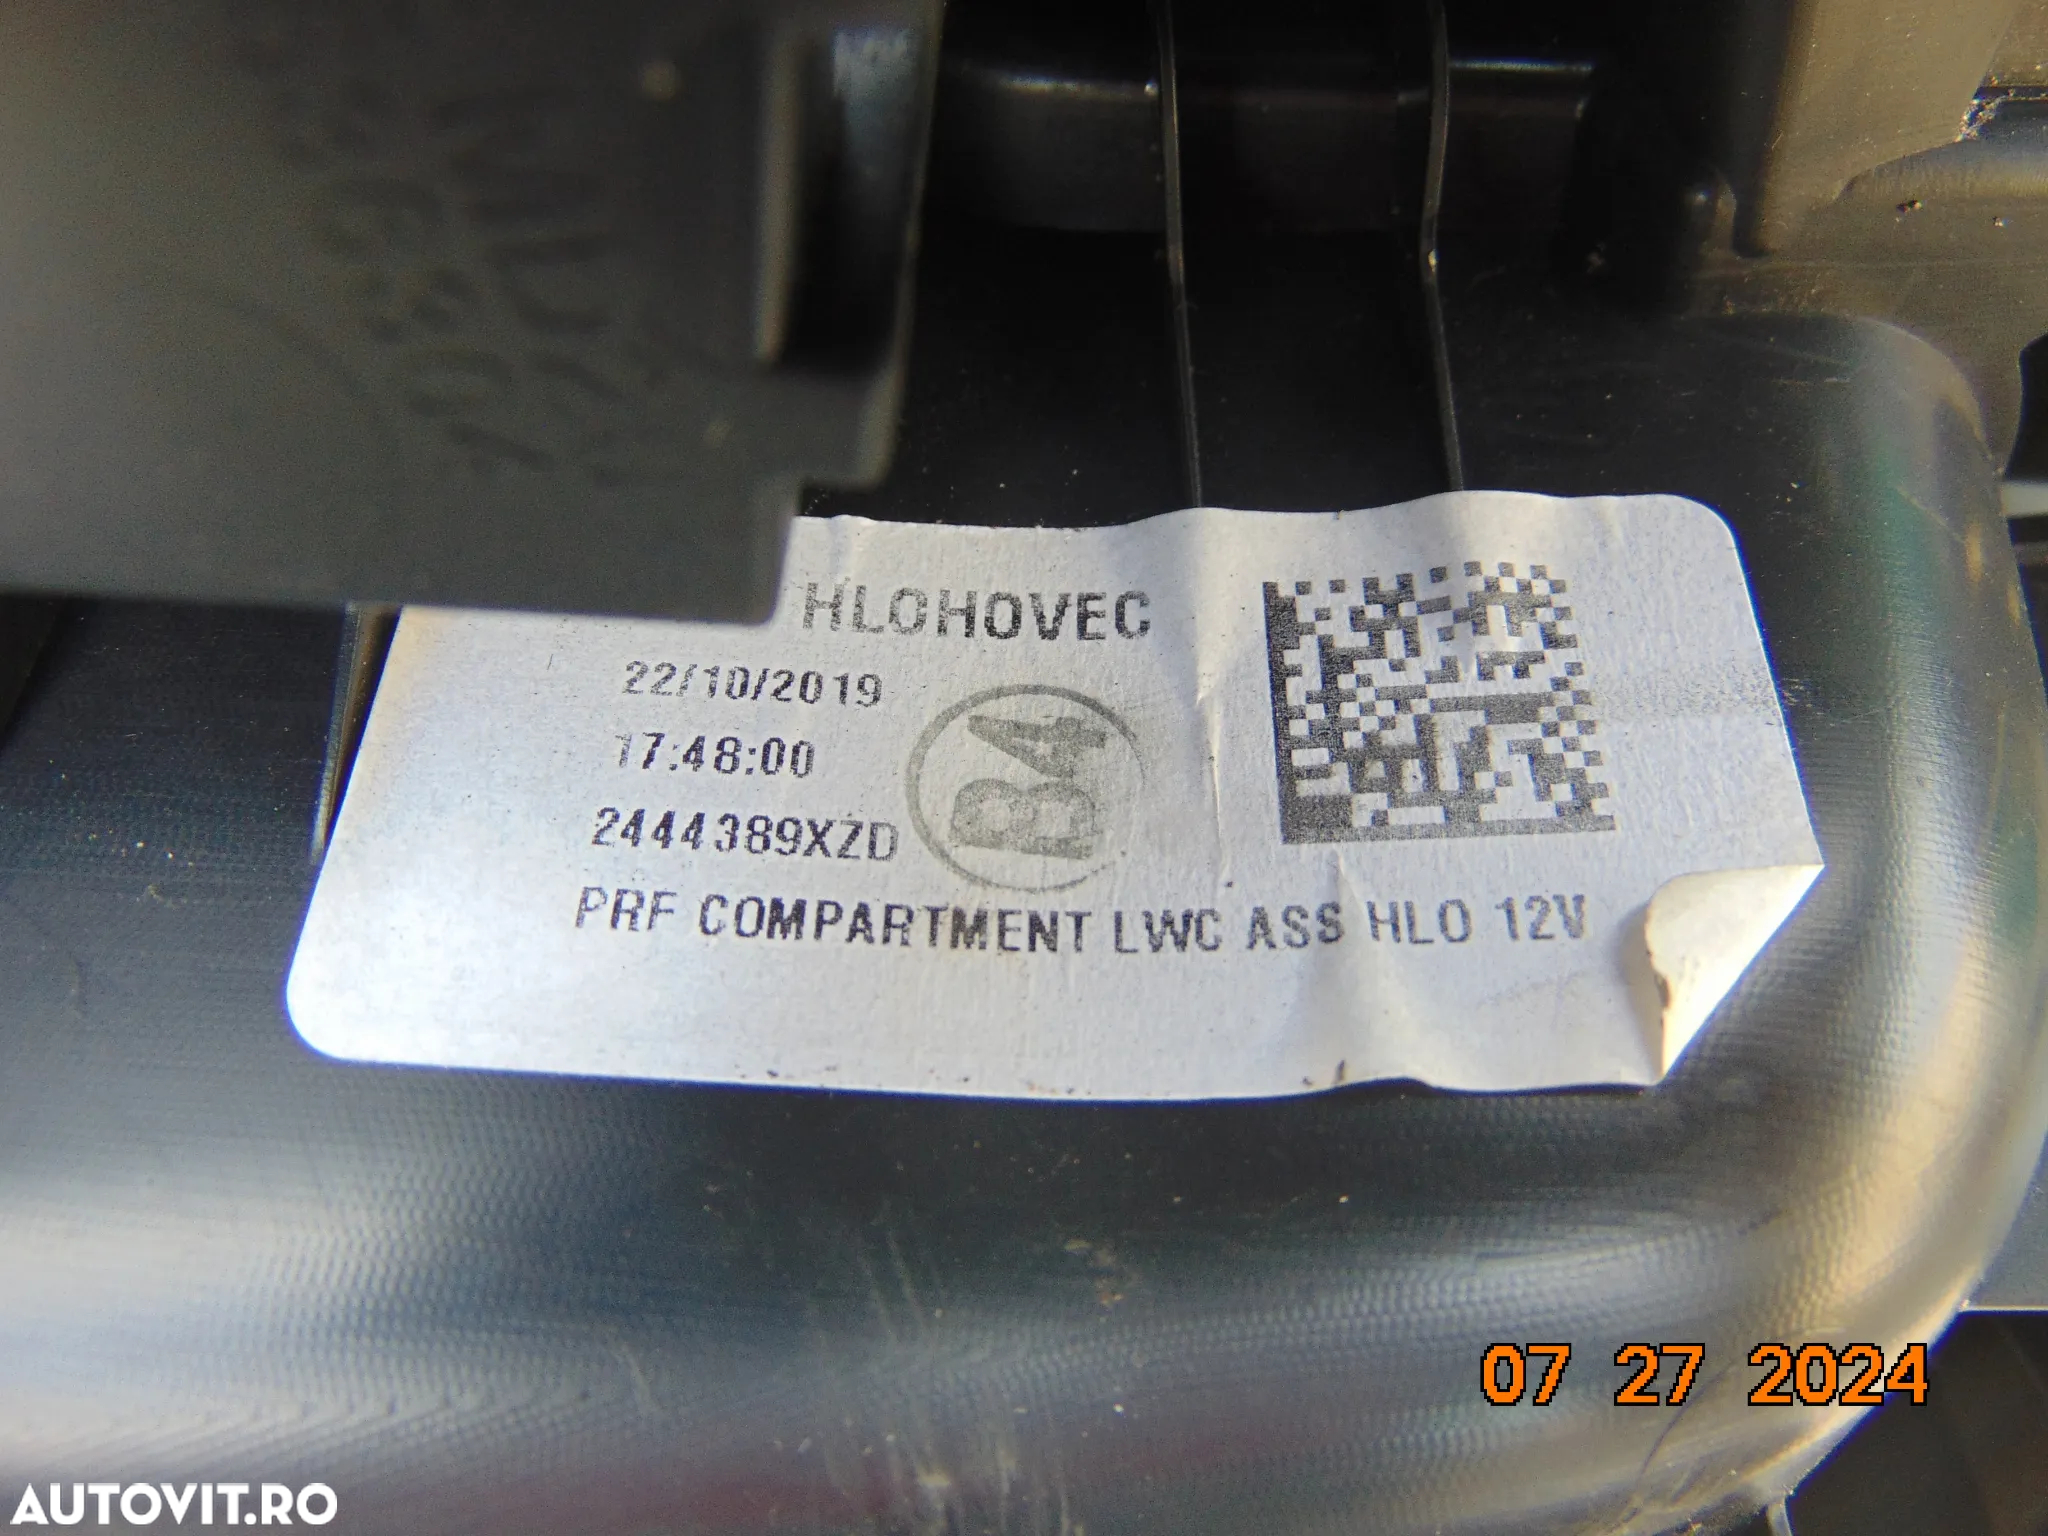 HLOHOVEC
22/10/2019
17:48:00
2444389XZD
B4
PRF COMPARTMENT LWC ASS HLO 12V
07 27 2024
AUTOVIT.RO